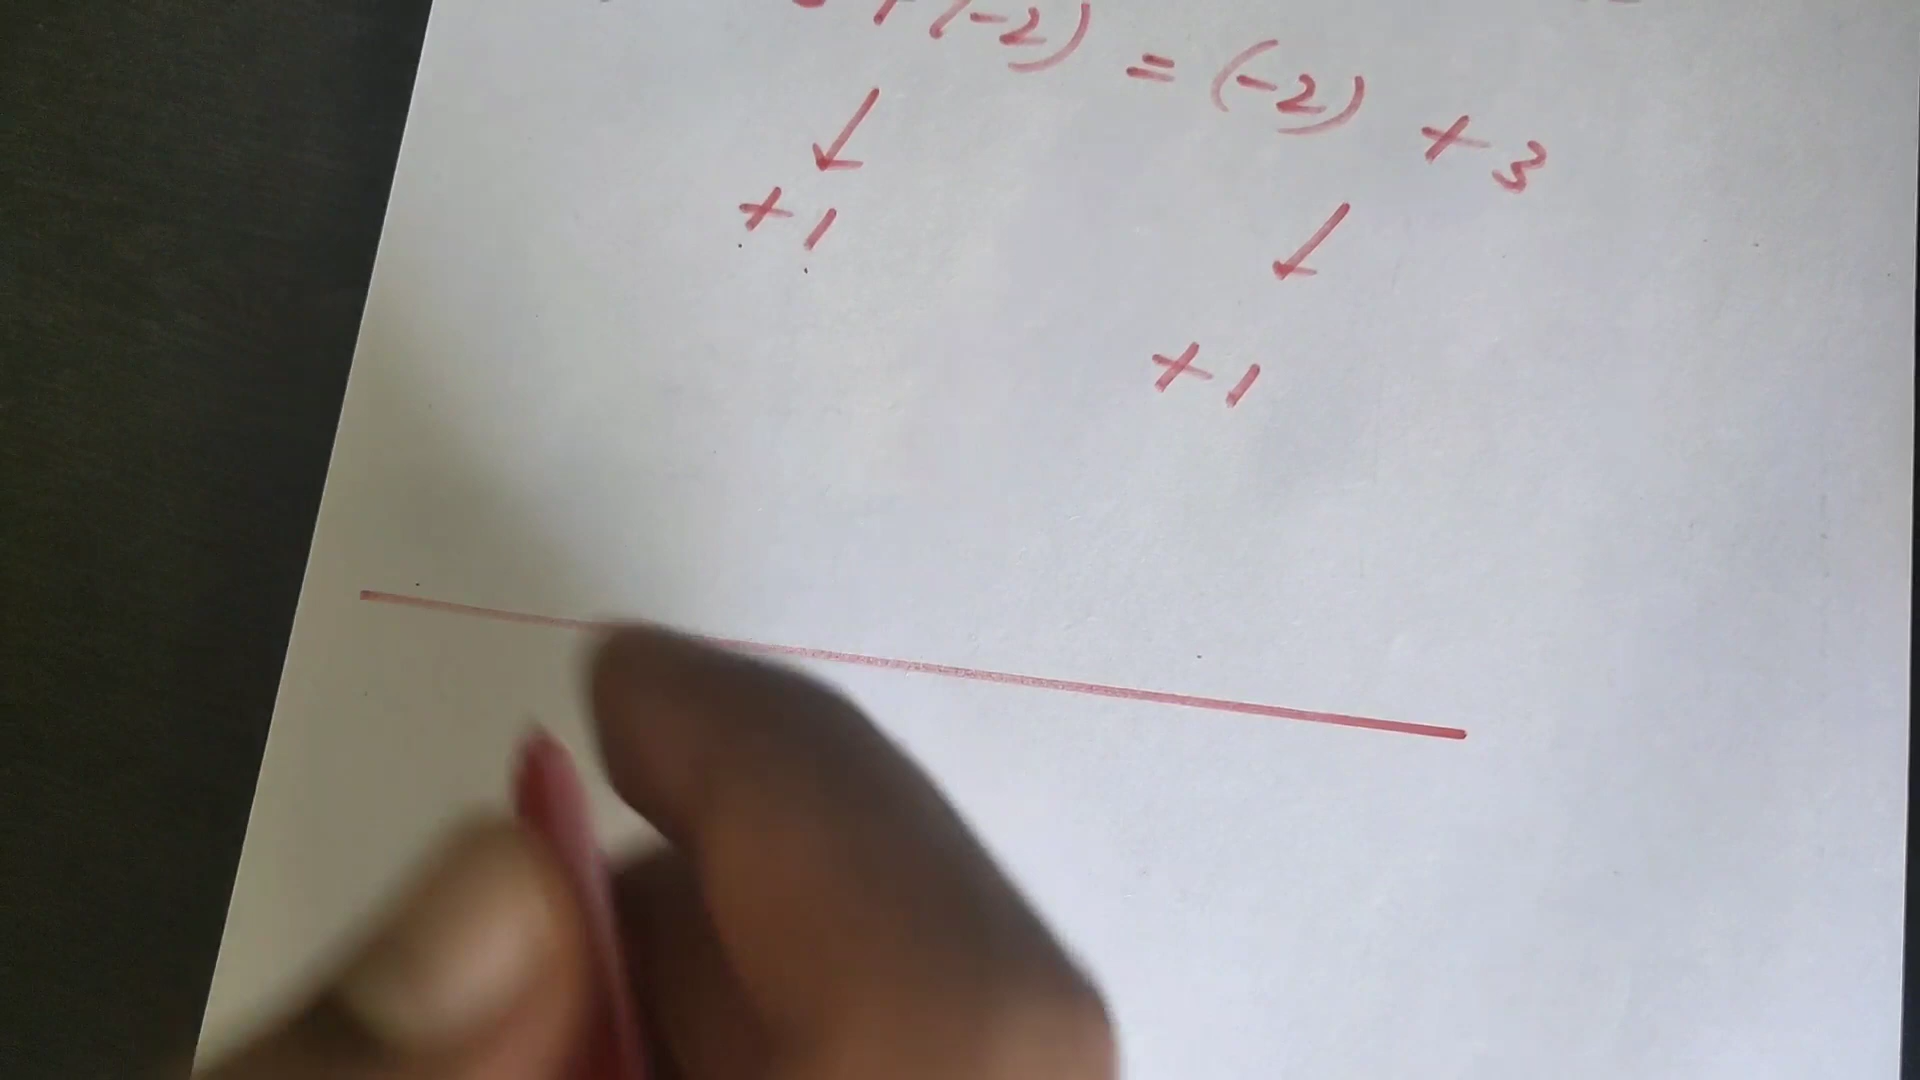 + (-2) = (-2) + 3
↓ ↓
+1 +1